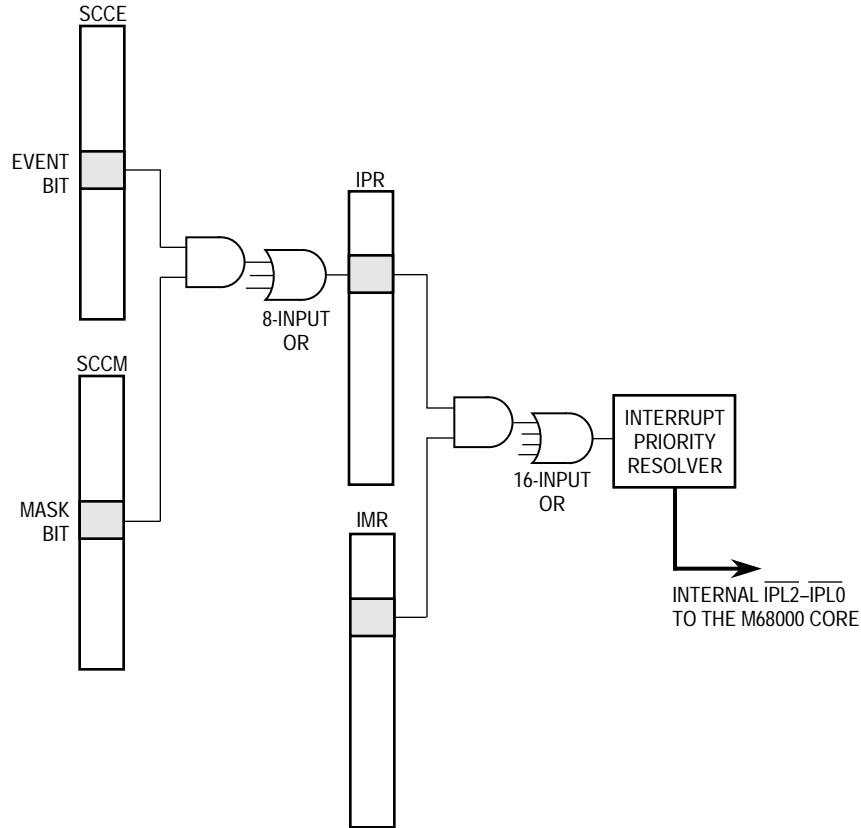 SCCE
EVENT
BIT
IPR
8-INPUT
OR
SCCM
INTERRUPT
PRIORITY
RESOLVER
16-INPUT
OR
MASK
BIT
IMR
INTERNAL IPL2–IPL0
TO THE M68000 CORE